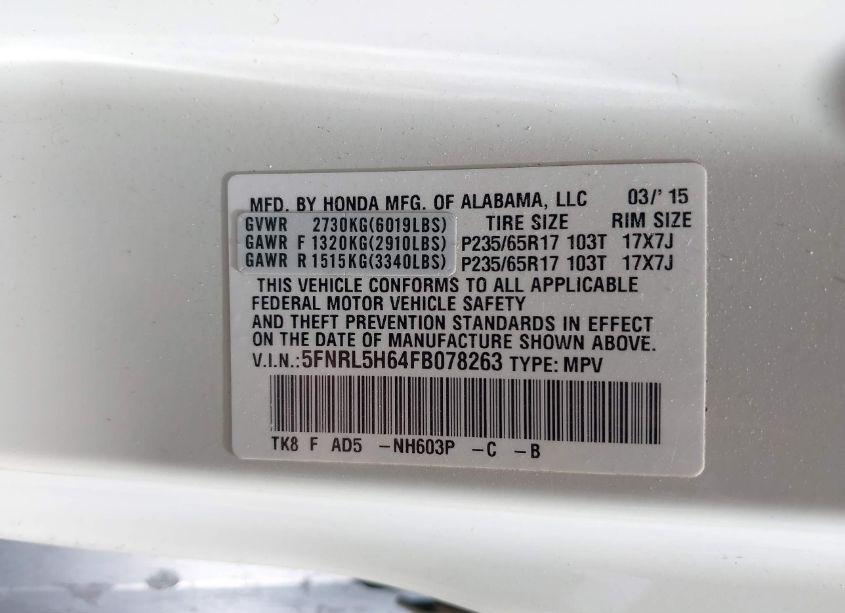 MFD. BY HONDA MFG. OF ALABAMA, LLC 03/' 15
GVWR 2730KG(6019LBS) TIRE SIZE RIM SIZE
GAWR F 1320KG(2910LBS) P235/65R17 103T 17X7J
GAWR R 1515KG(3340LBS) P235/65R17 103T 17X7J
THIS VEHICLE CONFORMS TO ALL APPLICABLE
FEDERAL MOTOR VEHICLE SAFETY
AND THEFT PREVENTION STANDARDS IN EFFECT
ON THE DATE OF MANUFACTURE SHOWN ABOVE.
V.I.N.: 5FNRL5H64FB078263 TYPE: MPV
TK8 F AD5 -NH603P -C -B